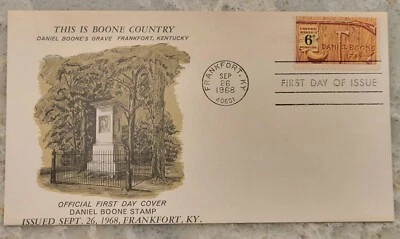 THIS IS BOONE COUNTRY
DANIEL BOONE'S GRAVE FRANKFORT, KENTUCKY
OFFICIAL FIRST DAY COVER
DANIEL BOONE STAMP
ISSUED SEPT. 26, 1968, FRANKFORT, KY.
FRANKFORT, KY
SEP
26
1968
40601
6¢
DANIEL BOONE
FIRST DAY OF ISSUE